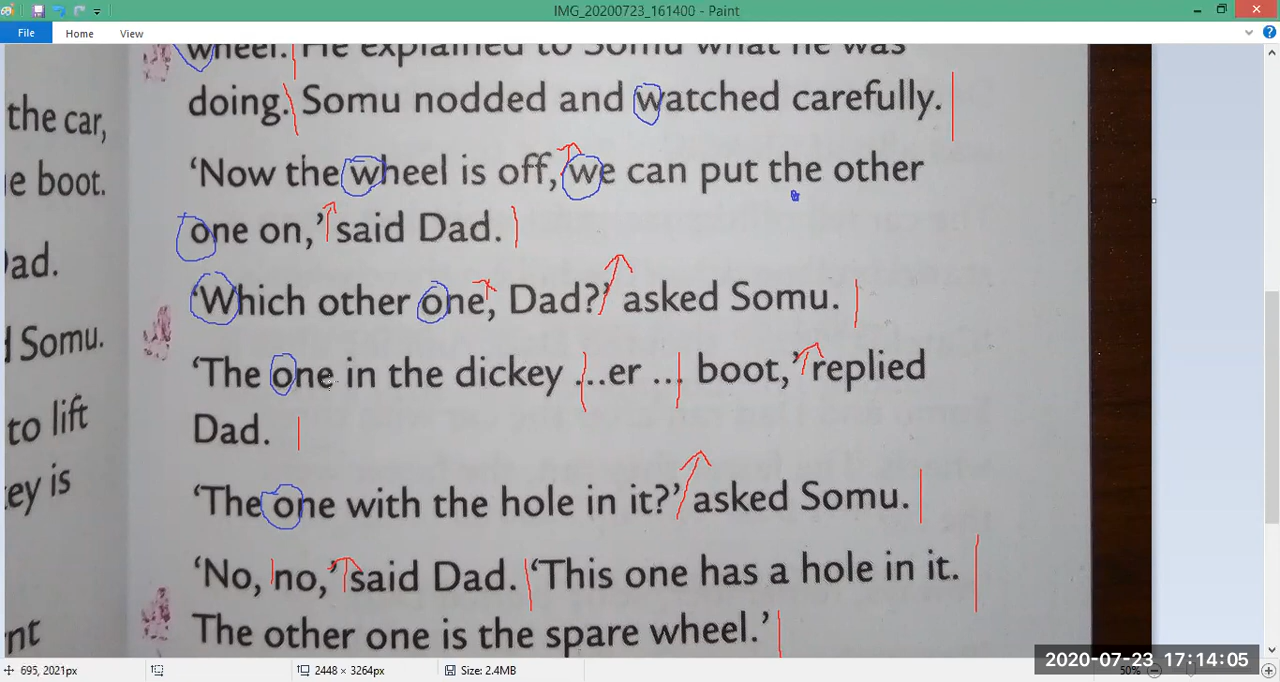 IMG_20200723_161400 - Paint
File Home View
wheel. He explained to Somu what he was
doing. Somu nodded and watched carefully.
‘Now the wheel is off, we can put the other
one on,’ said Dad.
‘Which other one, Dad?’ asked Somu.
‘The one in the dickey ...er ... boot,’ replied
Dad.
‘The one with the hole in it?’ asked Somu.
‘No, no,’ said Dad. ‘This one has a hole in it.
The other one is the spare wheel.’
the car,
e boot.
ad.
Somu.
to lift
ey is
nt
695, 2021px
2448 × 3264px
Size: 2.4MB
50%
2020-07-23 17:14:05